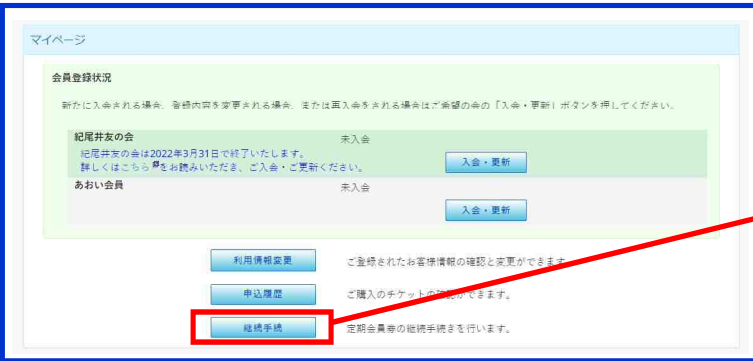 マイページ
会員登録状況
新たに入会される場合、登録内容を変更される場合、または再入会をされる場合はご希望の会の「入会・更新」ボタンを押してください。
紀尾井友の会 未入会
紀尾井友の会は2022年3月31日で終了いたします。
詳しくはこちらをお読みいただき、ご入会・ご更新ください。
入会・更新
あおい会員 未入会
入会・更新
利用情報変更 ご登録されたお客様情報の確認と変更ができます。
申込履歴 ご購入のチケットの確認ができます。
継続手続 定期会員券の継続手続きを行います。